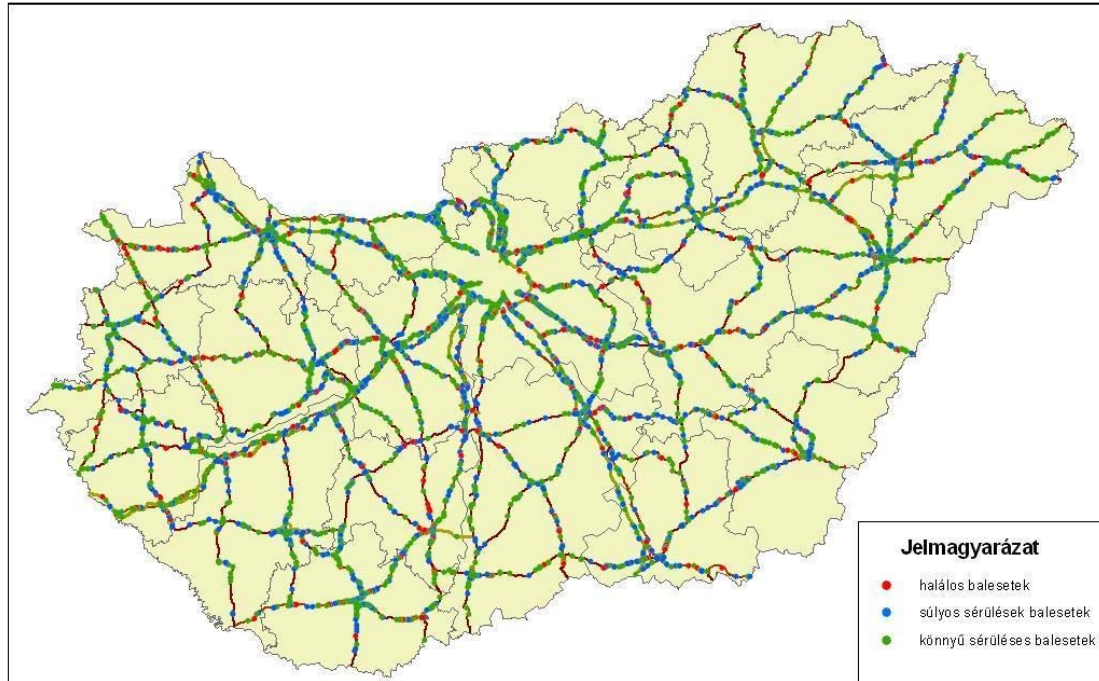 Jelmagyarázat
halálos balesetek
súlyos sérülések balesetek
könnyű sérüléses balesetek